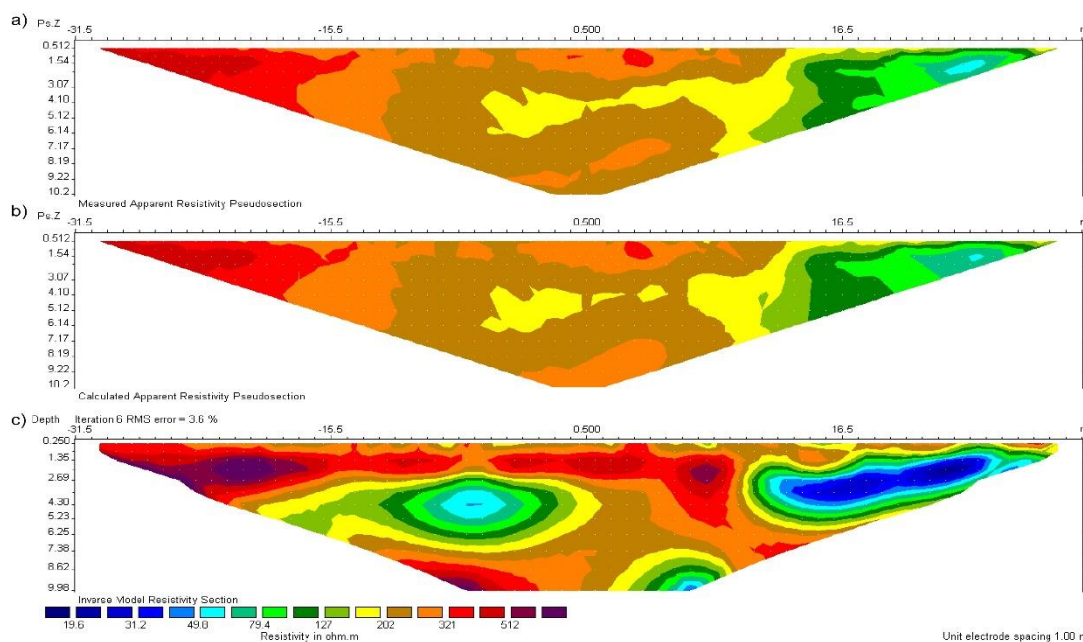 a) Ps.Z
-31.5 -15.5 0.600 16.5 m
0.512
1.54
3.07
4.10
5.12
6.14
7.17
8.19
9.22
10.2
Measured Apparent Resistivity Pseudosection
b) Ps.Z
-31.5 -15.5 0.600 16.5 m
0.512
1.54
3.07
4.10
5.12
6.14
7.17
8.19
9.22
10.2
Calculated Apparent Resistivity Pseudosection
c) Depth Iteration 6 RMS error = 3.6 %
-31.5 -15.5 0.600 16.5
0.250
1.35
2.69
4.30
5.23
6.25
7.38
8.62
9.98
Inverse Model Resistivity Section
19.6 31.2 49.8 79.4 127 202 321 512
Resistivity in ohm.m
Unit electrode spacing 1.00